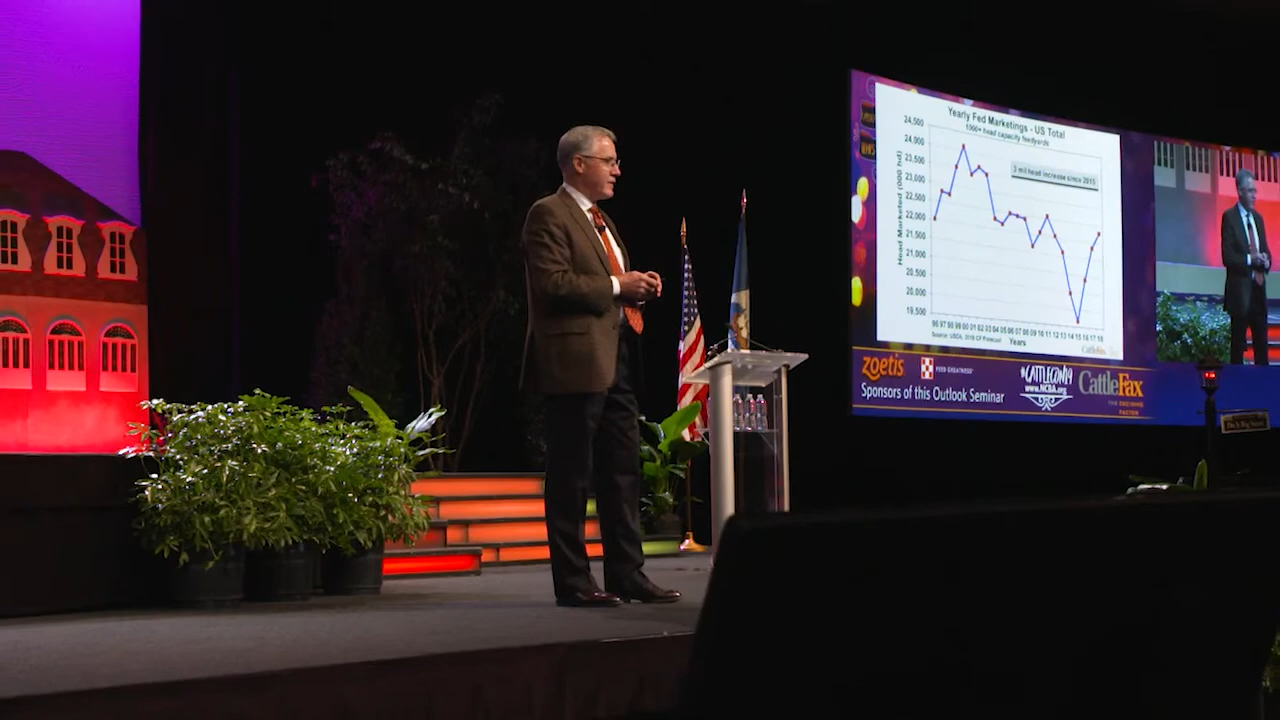 Yearly Fed Marketings - US Total
1000+ head capacity feedyards
3 mil head increase since 2015
Head Marketed (000 hd)
24,500
24,000
23,500
23,000
22,500
22,000
21,500
21,000
20,500
20,000
19,500
96 97 98 99 00 01 02 03 04 05 06 07 08 09 10 11 12 13 14 15 16 17 18
Years
Source: USDA, 2018 CF Forecast
CattleFax
zoetis
FEED GREATNESS
Sponsors of this Outlook Seminar
#CATTLECON19
www.NCBA.org
CattleFax
THE DECIDING
FACTOR